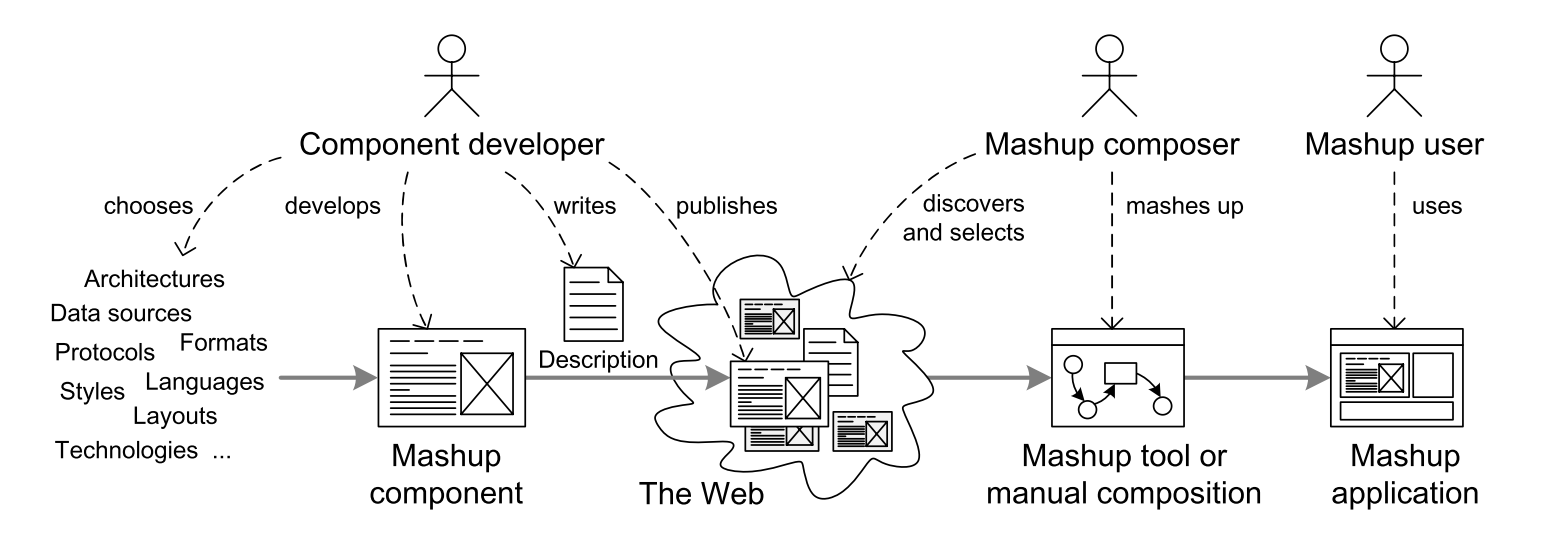 Component developer
Mashup composer
Mashup user
chooses
develops
writes
publishes
discovers
and selects
mashes up
uses
Architectures
Data sources
Protocols
Formats
Styles
Languages
Layouts
Technologies ...
Description
Mashup
component
The Web
Mashup tool or
manual composition
Mashup
application